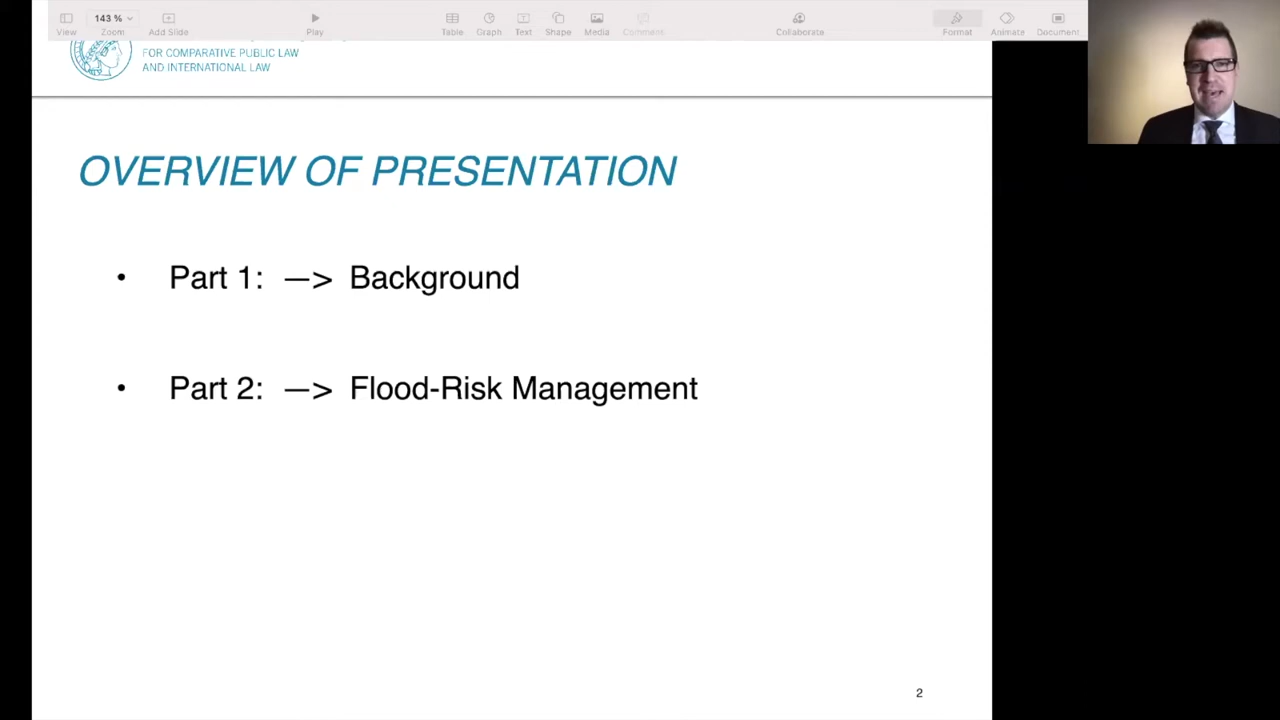 143 %
View
Zoom
Add Slide
Play
Table
Graph
Text
Shape
Media
Comment
Collaborate
Format
Animate
Document
FOR COMPARATIVE PUBLIC LAW
AND INTERNATIONAL LAW
OVERVIEW OF PRESENTATION
• Part 1: —> Background
• Part 2: —> Flood-Risk Management
2